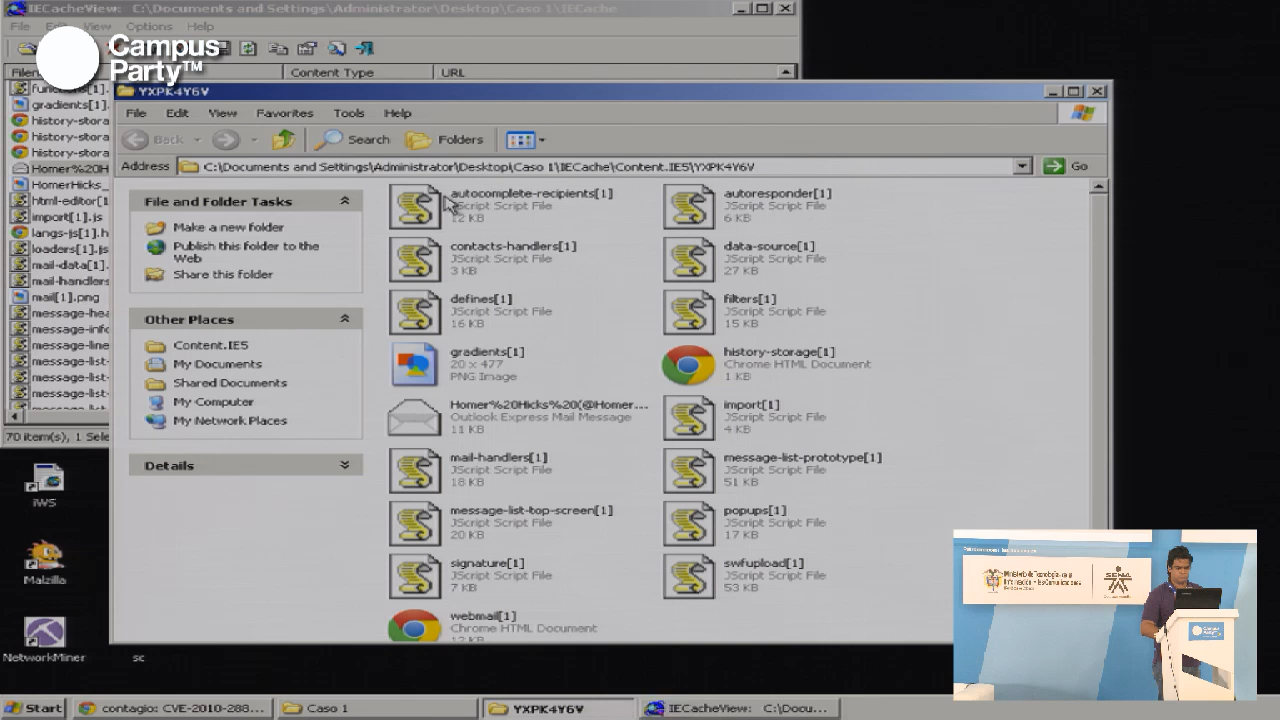 IECacheView: C:\Documents and Settings\Administrator\Desktop\Caso 1\IECache
File Edit View Options Help
Campus
Party™
Content Type URL
functions[1].
gradients[1].
history-stora
history-stora
history-stora
Homer%20H
HomerHicks_
html-editor[1
import[1].js
langs-js[1].h
loaders[1].js
mail-data[1].
mail-handlers
mail[1].png
message-hea
message-info
message-line
message-list-
message-list-
message-list-
70 item(s), 1 Sele
YXPK4Y6V
File Edit View Favorites Tools Help
Back Search Folders
Address C:\Documents and Settings\Administrator\Desktop\Caso 1\IECache\Content.IE5\YXPK4Y6V Go
File and Folder Tasks
Make a new folder
Publish this folder to the
Web
Share this folder
Other Places
Content.IE5
My Documents
Shared Documents
My Computer
My Network Places
Details
autocomplete-recipients[1]
JScript Script File
12 KB
autoresponder[1]
JScript Script File
6 KB
contacts-handlers[1]
JScript Script File
3 KB
data-source[1]
JScript Script File
27 KB
defines[1]
JScript Script File
16 KB
filters[1]
JScript Script File
15 KB
gradients[1]
20 x 477
PNG Image
history-storage[1]
Chrome HTML Document
1 KB
Homer%20Hicks%20(@Homer...
Outlook Express Mail Message
11 KB
import[1]
JScript Script File
4 KB
mail-handlers[1]
JScript Script File
18 KB
message-list-prototype[1]
JScript Script File
51 KB
message-list-top-screen[1]
JScript Script File
20 KB
popups[1]
JScript Script File
17 KB
signature[1]
JScript Script File
7 KB
swfupload[1]
JScript Script File
53 KB
webmail[1]
Chrome HTML Document
12 KB
iWS
Malzilla
NetworkMiner
sc
SENA
Campus
Party
Start
contagio: CVE-2010-288...
Caso 1
YXPK4Y6V
IECacheView: C:\Docu...